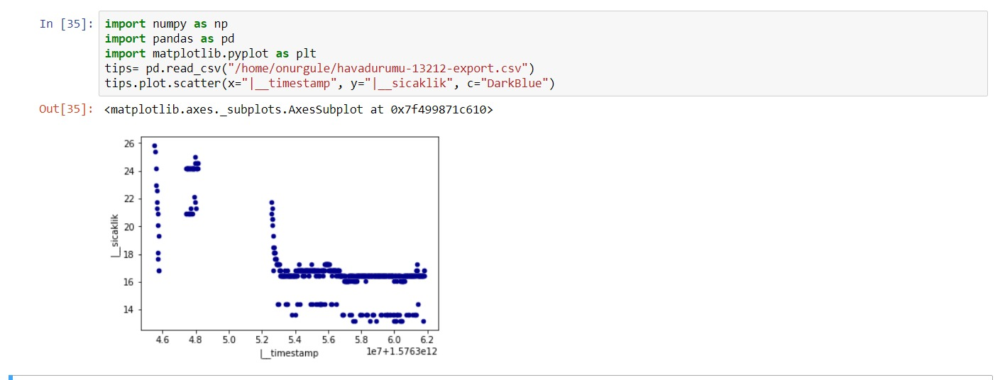 In [35]:
import numpy as np
import pandas as pd
import matplotlib.pyplot as plt
tips= pd.read_csv("/home/onurgule/havadurumu-13212-export.csv")
tips.plot.scatter(x="|__timestamp", y="|__sicaklik", c="DarkBlue")
Out[35]:
<matplotlib.axes._subplots.AxesSubplot at 0x7f499871c610>
26
24
22
20
18
16
14
|__sicaklik
4.6 4.8 5.0 5.2 5.4 5.6 5.8 6.0 6.2
|__timestamp
1e7+1.5763e12